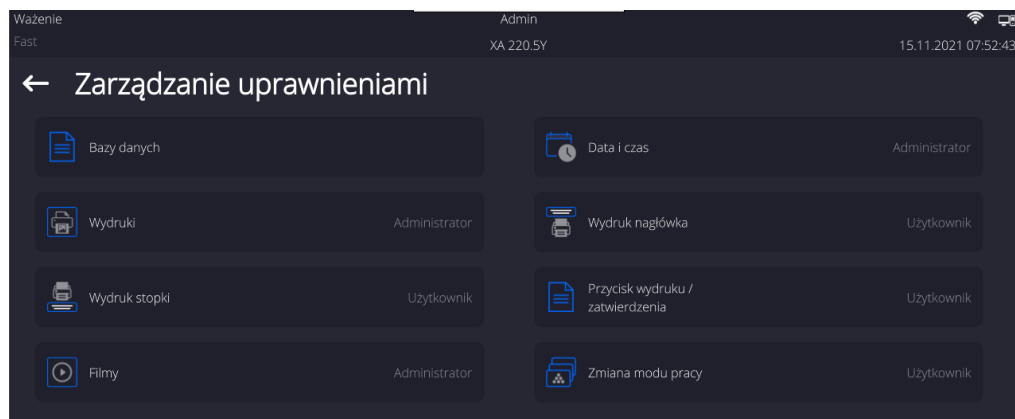 Ważenie Admin
Fast XA 220.5Y 15.11.2021 07:52:43
Zarządzanie uprawnieniami
Bazy danych
Data i czas Administrator
Wydruki Administrator
Wydruk nagłówka Użytkownik
Wydruk stopki Użytkownik
Przycisk wydruku /
zatwierdzenia Użytkownik
Filmy Administrator
Zmiana modu pracy Użytkownik